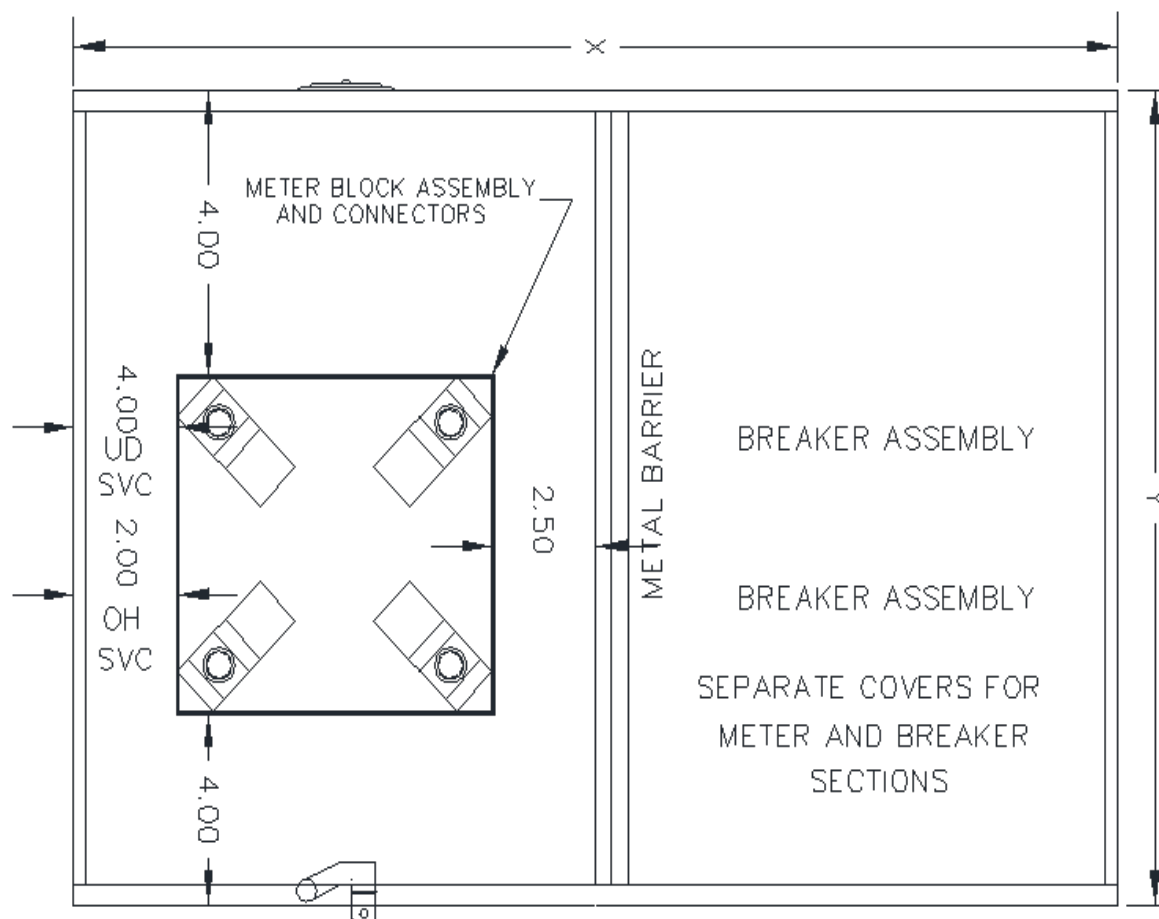 X
METER BLOCK ASSEMBLY
AND CONNECTORS
4.00
4.00
UD
SVC
2.00
OH
SVC
2.50
METAL BARRIER
BREAKER ASSEMBLY
BREAKER ASSEMBLY
Y
SEPARATE COVERS FOR
METER AND BREAKER
SECTIONS
4.00